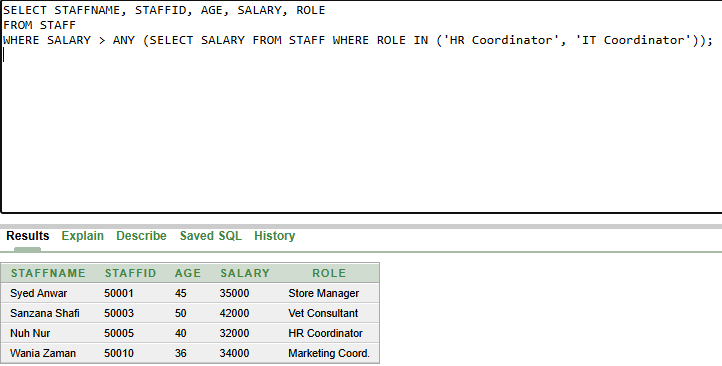 SELECT STAFFNAME, STAFFID, AGE, SALARY, ROLE
FROM STAFF
WHERE SALARY > ANY (SELECT SALARY FROM STAFF WHERE ROLE IN ('HR Coordinator', 'IT Coordinator'));
Results Explain Describe Saved SQL History
STAFFNAME STAFFID AGE SALARY ROLE
Syed Anwar 50001 45 35000 Store Manager
Sanzana Shafi 50003 50 42000 Vet Consultant
Nuh Nur 50005 40 32000 HR Coordinator
Wania Zaman 50010 36 34000 Marketing Coord.